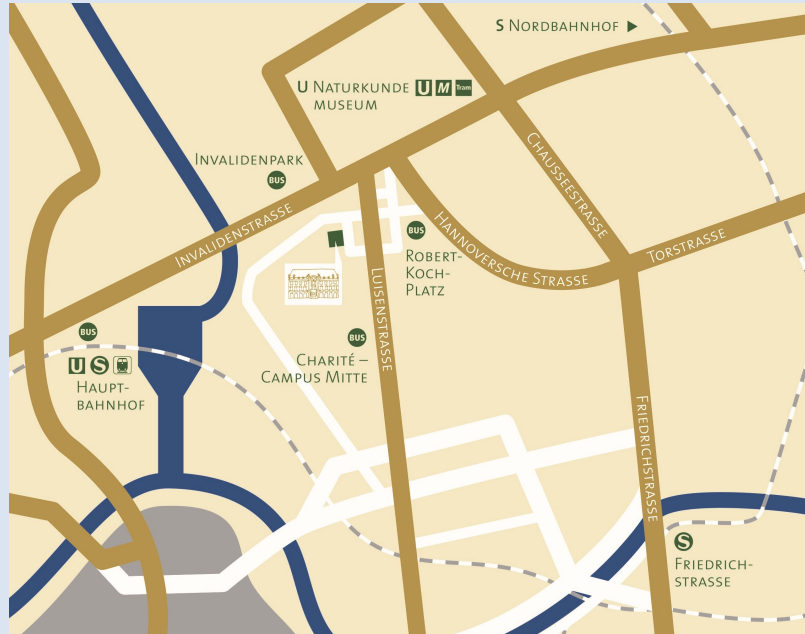 S NORDBAHNHOF
U NATURKUNDE U M Tram
MUSEUM
INVALIDENPARK
BUS
CHAUSSEESTRASSE
INVALIDENSTRASSE
HANNOVERSCHE STRASSE
TORSTRASSE
BUS
ROBERT-
KOCH-
PLATZ
LUISENSTRASSE
BUS
U S
HAUPT-
BAHNHOF
BUS
CHARITÉ –
CAMPUS MITTE
FRIEDRICHSTRASSE
S
FRIEDRICH-
STRASSE